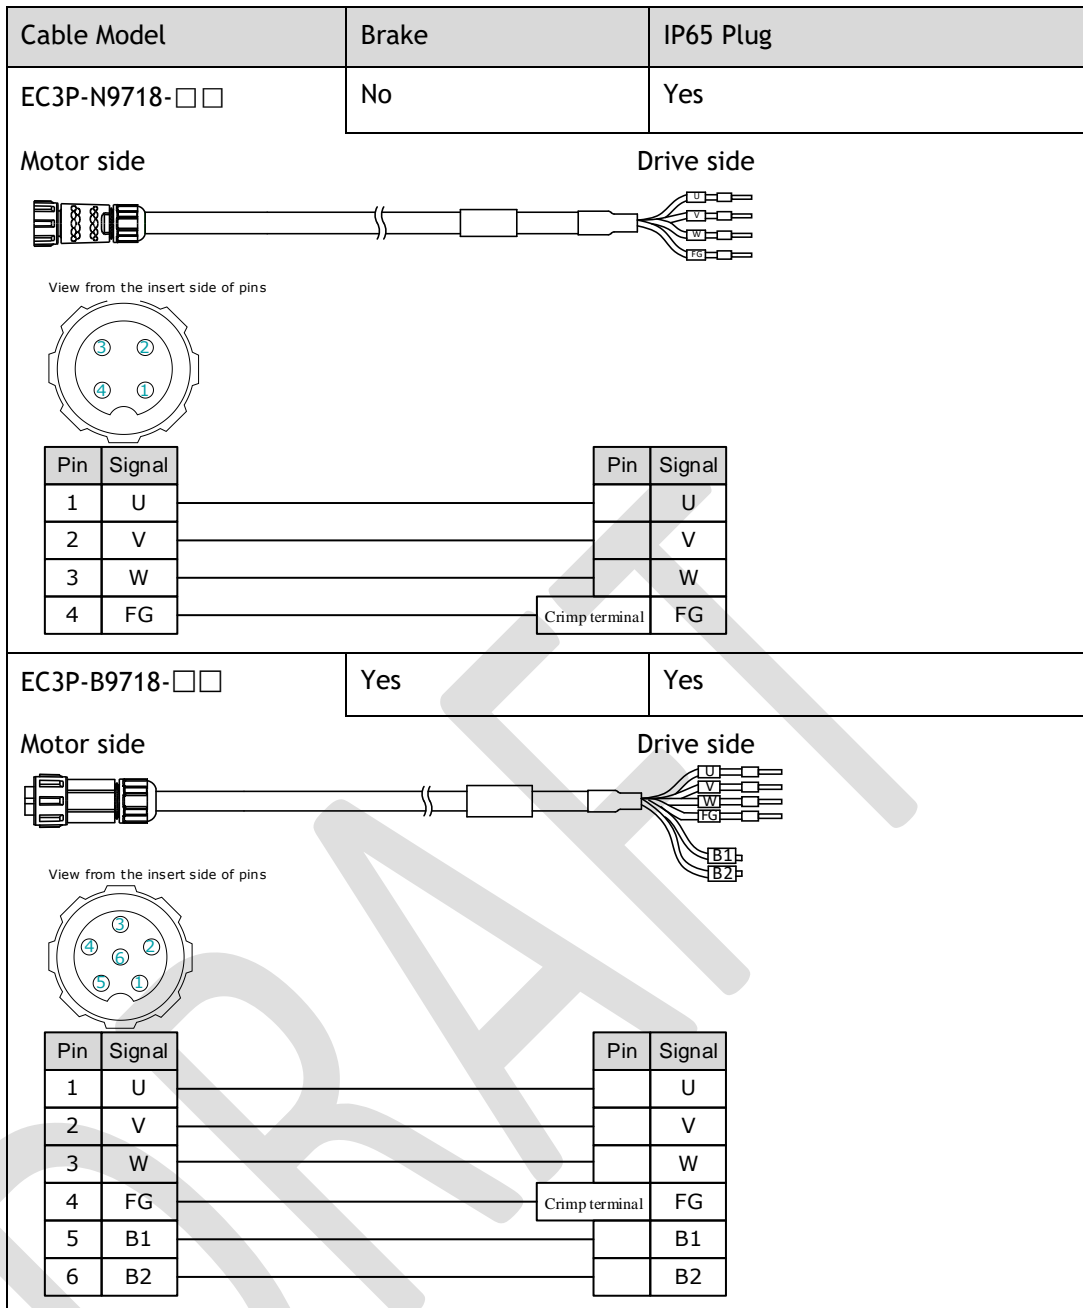 Cable Model Brake IP65 Plug
EC3P-N9718-□□ No Yes
Motor side Drive side
U
V
W
FG
View from the insert side of pins
3 2
4 1
Pin Signal Pin Signal
1 U U
2 V V
3 W W
4 FG Crimp terminal FG
EC3P-B9718-□□ Yes Yes
Motor side Drive side
U
V
W
FG
B1
B2
View from the insert side of pins
3
4 2
6
5 1
Pin Signal Pin Signal
1 U U
2 V V
3 W W
4 FG Crimp terminal FG
5 B1 B1
6 B2 B2
DRAFT